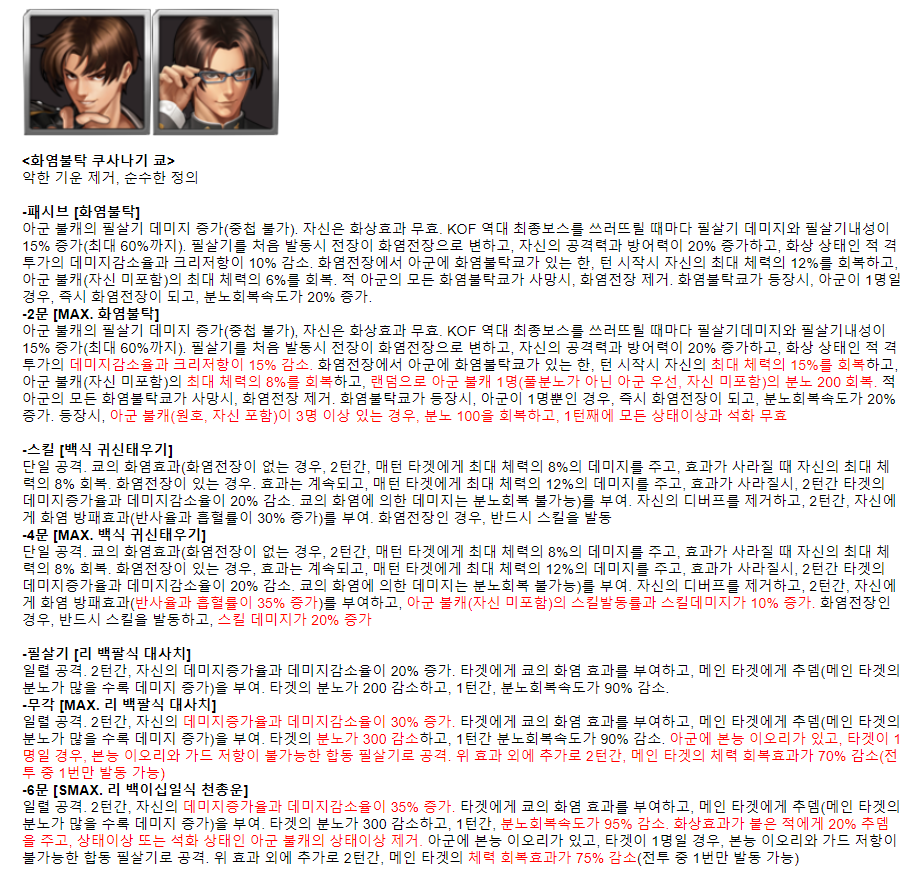 <화염불탁 쿠사나기 쿄>
악한 기운 제거, 순수한 정의
-패시브 [화염불탁]
아군 불캐의 필살기 데미지 증가(중첩 불가). 자신은 화상효과 무효. KOF 역대 최종보스를 쓰러뜨릴 때마다 필살기 데미지와 필살기내성이
15% 증가(최대 60%까지). 필살기를 처음 발동시 전장이 화염전장으로 변하고, 자신의 공격력과 방어력이 20% 증가하고, 화상 상태인 적 격
투가의 데미지감소율과 크리저항이 10% 감소. 화염전장에서 아군에 화염불탁쿄가 있는 한, 턴 시작시 자신의 최대 체력의 12%를 회복하고,
아군 불캐(자신 미포함)의 최대 체력의 6%를 회복. 적 아군의 모든 화염불탁쿄가 사망시, 화염전장 제거. 화염불탁쿄가 등장시, 아군이 1명일
경우, 즉시 화염전장이 되고, 분노회복속도가 20% 증가.
-2문 [MAX. 화염불탁]
아군 불캐의 필살기 데미지 증가(중첩 불가), 자신은 화상효과 무효. KOF 역대 최종보스를 쓰러뜨릴 때마다 필살기데미지와 필살기내성이
15% 증가(최대 60%까지). 필살기를 처음 발동시 전장이 화염전장으로 변하고, 자신의 공격력과 방어력이 20% 증가하고, 화상 상태인 적 격
투가의 데미지감소율과 크리저항이 15% 감소. 화염전장에서 아군에 화염불탁쿄가 있는 한, 턴 시작시 자신의 최대 체력의 15%를 회복하고,
아군 불캐(자신 미포함)의 최대 체력의 8%를 회복하고, 랜덤으로 아군 불캐 1명(풀분노가 아닌 아군 우선, 자신 미포함)의 분노 200 회복. 적
아군의 모든 화염불탁쿄가 사망시, 화염전장 제거. 화염불탁쿄가 등장시, 아군이 1명뿐인 경우, 즉시 화염전장이 되고, 분노회복속도가 20%
증가. 등장시, 아군 불캐(원호, 자신 포함)이 3명 이상 있는 경우, 분노 100을 회복하고, 1턴째에 모든 상태이상과 석화 무효
-스킬 [백식 귀신태우기]
단일 공격. 쿄의 화염효과(화염전장이 없는 경우, 2턴간, 매턴 타겟에게 최대 체력의 8%의 데미지를 주고, 효과가 사라질 때 자신의 최대 체
력의 8% 회복. 화염전장이 있는 경우. 효과는 계속되고, 매턴 타겟에게 최대 체력의 12%의 데미지를 주고, 효과가 사라질시, 2턴간 타겟의
데미지증가율과 데미지감소율이 20% 감소. 쿄의 화염에 의한 데미지는 분노회복 불가능)를 부여. 자신의 디버프를 제거하고, 2턴간, 자신에
게 화염 방패효과(반사율과 흡혈률이 30% 증가)를 부여. 화염전장인 경우, 반드시 스킬을 발동
-4문 [MAX. 백식 귀신태우기]
단일 공격. 쿄의 화염효과(화염전장이 없는 경우, 2턴간, 매턴 타겟에게 최대 체력의 8%의 데미지를 주고, 효과가 사라질 때 자신의 최대 체
력의 8% 회복. 화염전장이 있는 경우, 효과는 계속되고, 매턴 타겟에게 최대 체력의 12%의 데미지를 주고, 효과가 사라질시, 2턴간 타겟의
데미지증가율과 데미지감소율이 20% 감소. 쿄의 화염에 의한 데미지는 분노회복 불가능)를 부여. 자신의 디버프를 제거하고, 2턴간, 자신에
게 화염 방패효과(반사율과 흡혈률이 35% 증가)를 부여하고, 아군 불캐(자신 미포함)의 스킬발동률과 스킬데미지가 10% 증가. 화염전장인
경우, 반드시 스킬을 발동하고, 스킬 데미지가 20% 증가
-필살기 [리 백팔식 대사치]
일렬 공격. 2턴간, 자신의 데미지증가율과 데미지감소율이 20% 증가. 타겟에게 쿄의 화염 효과를 부여하고, 메인 타겟에게 추뎀(메인 타겟의
분노가 많을 수록 데미지 증가)을 부여. 타겟의 분노가 200 감소하고, 1턴간, 분노회복속도가 90% 감소.
-무각 [MAX. 리 백팔식 대사치]
일렬 공격. 2턴간, 자신의 데미지증가율과 데미지감소율이 30% 증가. 타겟에게 쿄의 화염 효과를 부여하고, 메인 타겟에게 추뎀(메인 타겟의
분노가 많을 수록 데미지 증가)을 부여. 타겟의 분노가 300 감소하고, 1턴간 분노회복속도가 90% 감소. 아군에 본능 이오리가 있고, 타겟이 1
명일 경우, 본능 이오리와 가드 저항이 불가능한 합동 필살기로 공격. 위 효과 외에 추가로 2턴간, 메인 타겟의 체력 회복효과가 70% 감소(전
투 중 1번만 발동 가능)
-6문 [SMAX. 리 백이십일식 천총운]
일렬 공격. 2턴간, 자신의 데미지증가율과 데미지감소율이 35% 증가. 타겟에게 쿄의 화염 효과를 부여하고, 메인 타겟에게 추뎀(메인 타겟의
분노가 많을 수록 데미지 증가)을 부여. 타겟의 분노가 300 감소하고, 1턴간, 분노회복속도가 95% 감소. 화상효과가 붙은 적에게 20% 추뎀
을 주고, 상태이상 또는 석화 상태인 아군 불캐의 상태이상 제거. 아군에 본능 이오리가 있고, 타겟이 1명일 경우, 본능 이오리와 가드 저항이
불가능한 합동 필살기로 공격. 위 효과 외에 추가로 2턴간, 메인 타겟의 체력 회복효과가 75% 감소(전투 중 1번만 발동 가능)